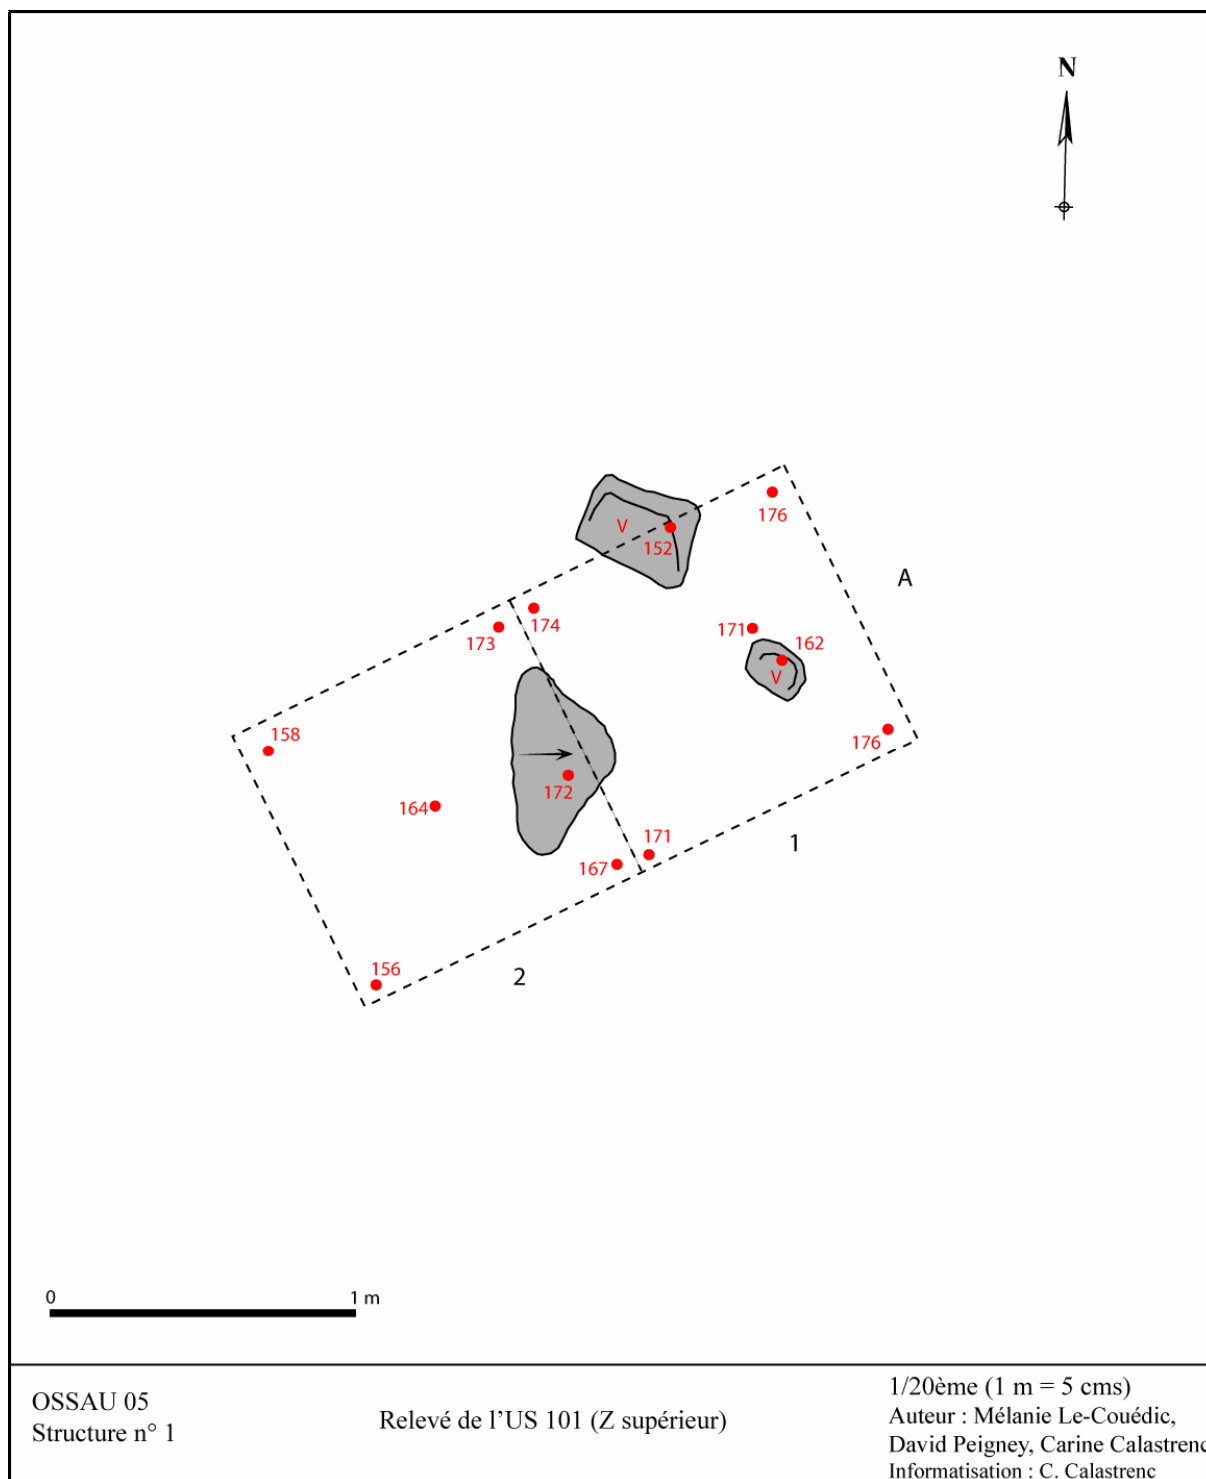 N
176
V
152
A
174
173
171
162
V
158
176
172
164
171
1
167
156
2
0 1 m
OSSAU 05
Structure n° 1
Relevé de l'US 101 (Z supérieur)
1/20ème (1 m = 5 cms)
Auteur : Mélanie Le-Couédic,
David Peigney, Carine Calastrenc
Informatisation : C. Calastrenc